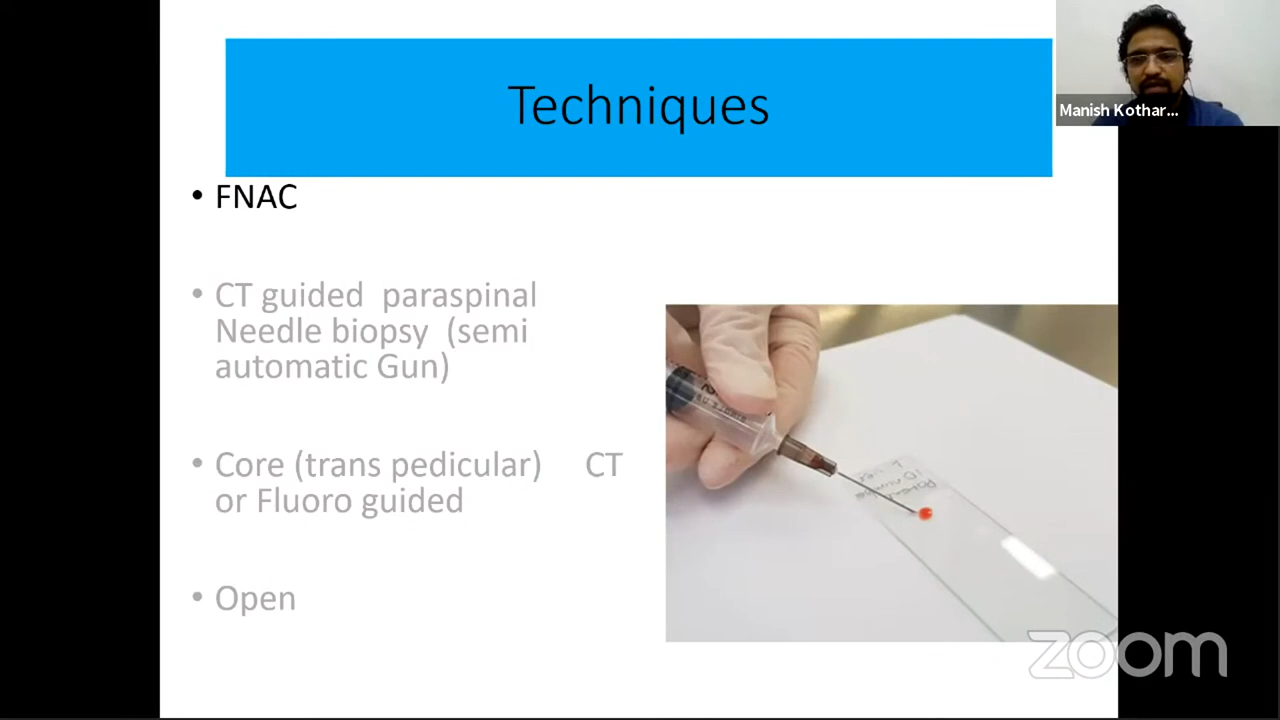 Techniques
Manish Kothar...
• FNAC
• CT guided paraspinal
Needle biopsy (semi
automatic Gun)
• Core (trans pedicular) CT
or Fluoro guided
• Open
zoom